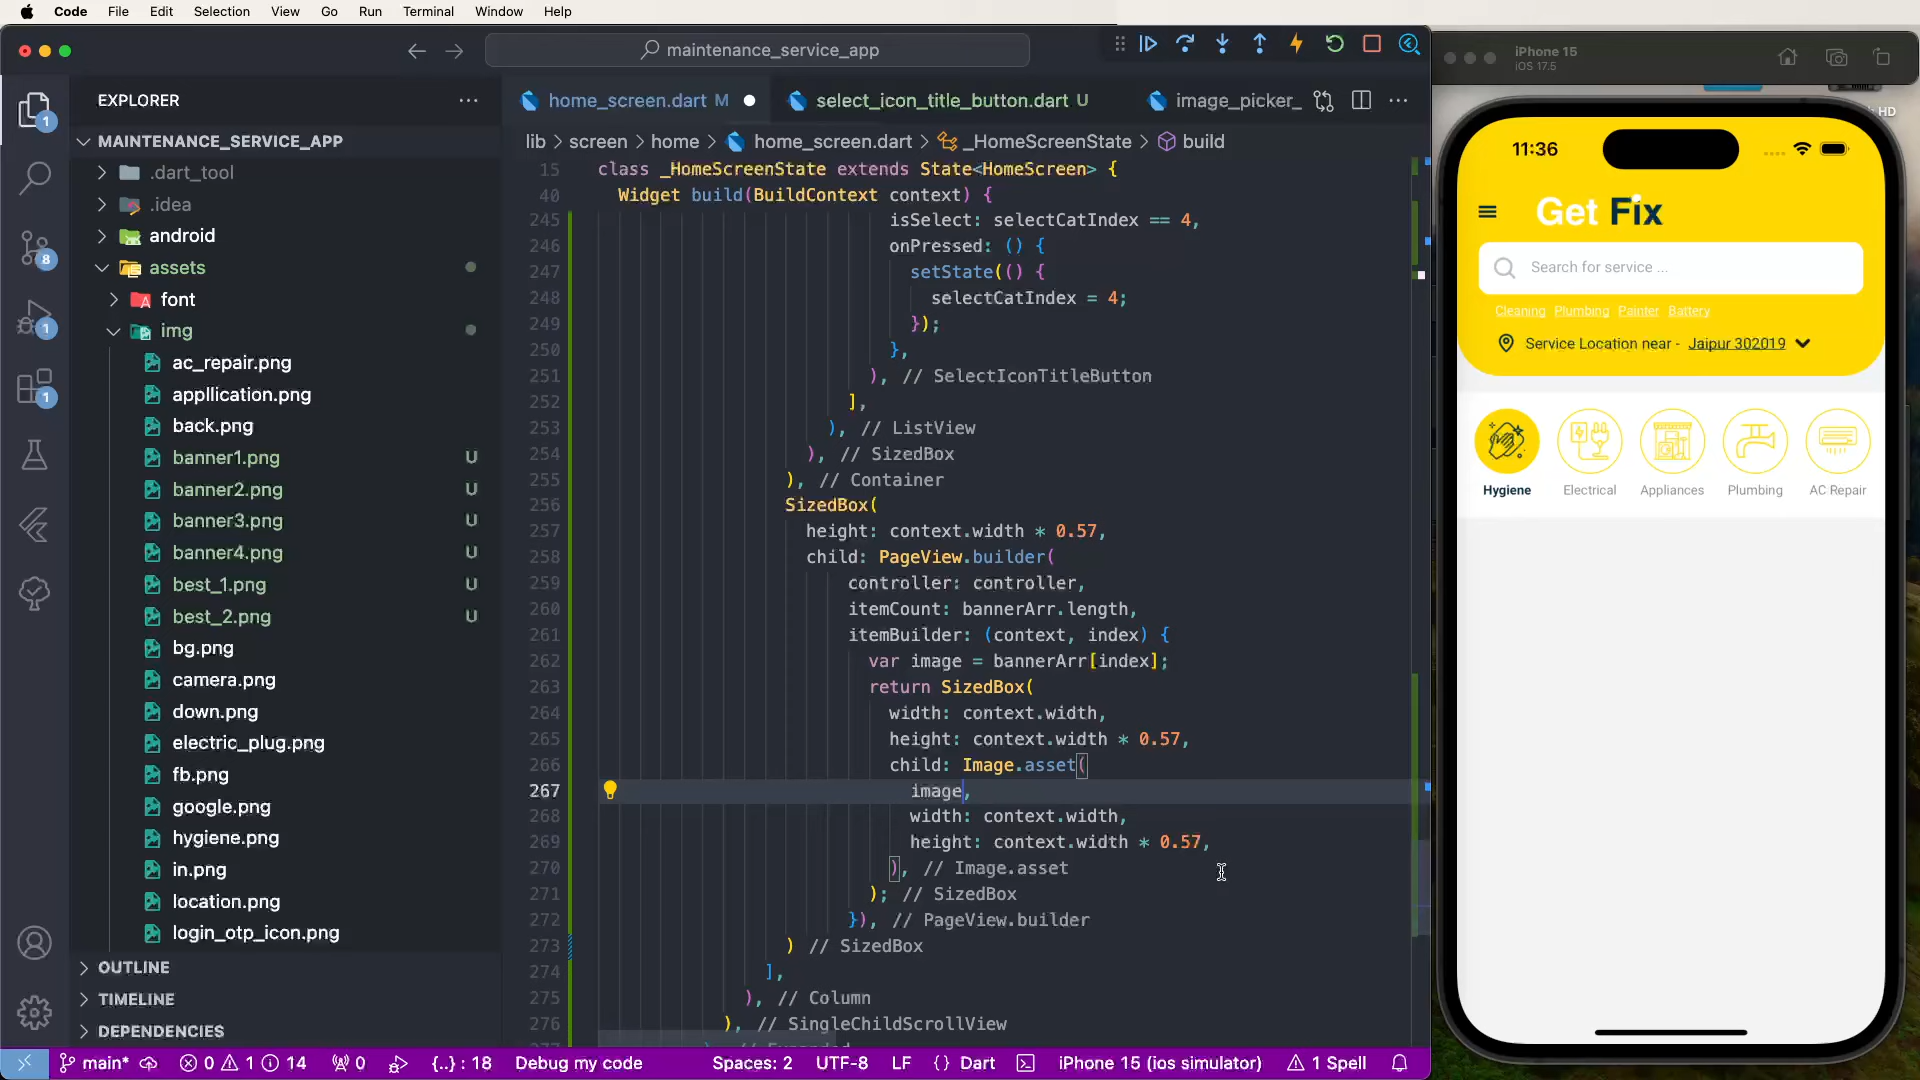 Code File Edit Selection View Go Run Terminal Window Help
maintenance_service_app
EXPLORER
MAINTENANCE_SERVICE_APP
.dart_tool
.idea
android
assets
font
img
ac_repair.png
appllication.png
back.png
banner1.png U
banner2.png U
banner3.png U
banner4.png U
best_1.png U
best_2.png U
bg.png
camera.png
down.png
electric_plug.png
fb.png
google.png
hygiene.png
in.png
location.png
login_otp_icon.png
OUTLINE
TIMELINE
DEPENDENCIES
1
8
1
1
home_screen.dart M
select_icon_title_button.dart U
image_picker_
lib > screen > home > home_screen.dart > _HomeScreenState > build
15 class _HomeScreenState extends State<HomeScreen> {
40 Widget build(BuildContext context) {
245 isSelect: selectCatIndex == 4,
246 onPressed: () {
247 setState(() {
248 selectCatIndex = 4;
249 });
250 },
251 ), // SelectIconTitleButton
252 ],
253 ), // ListView
254 ), // SizedBox
255 ), // Container
256 SizedBox(
257 height: context.width * 0.57,
258 child: PageView.builder(
259 controller: controller,
260 itemCount: bannerArr.length,
261 itemBuilder: (context, index) {
262 var image = bannerArr[index];
263 return SizedBox(
264 width: context.width,
265 height: context.width * 0.57,
266 child: Image.asset(
267 image,
268 width: context.width,
269 height: context.width * 0.57,
270 ), // Image.asset
271 ); // SizedBox
272 }), // PageView.builder
273 ) // SizedBox
274 ],
275 ), // Column
276 ), // SingleChildScrollView
main* 0 1 14 0 {..} : 18 Debug my code Spaces: 2 UTF-8 LF {} Dart iPhone 15 (ios simulator) 1 Spell
iPhone 15
iOS 17.5
HD
11:36
Get Fix
Search for service ...
Cleaning Plumbing Painter Battery
Service Location near - Jaipur 302019
Hygiene Electrical Appliances Plumbing AC Repair